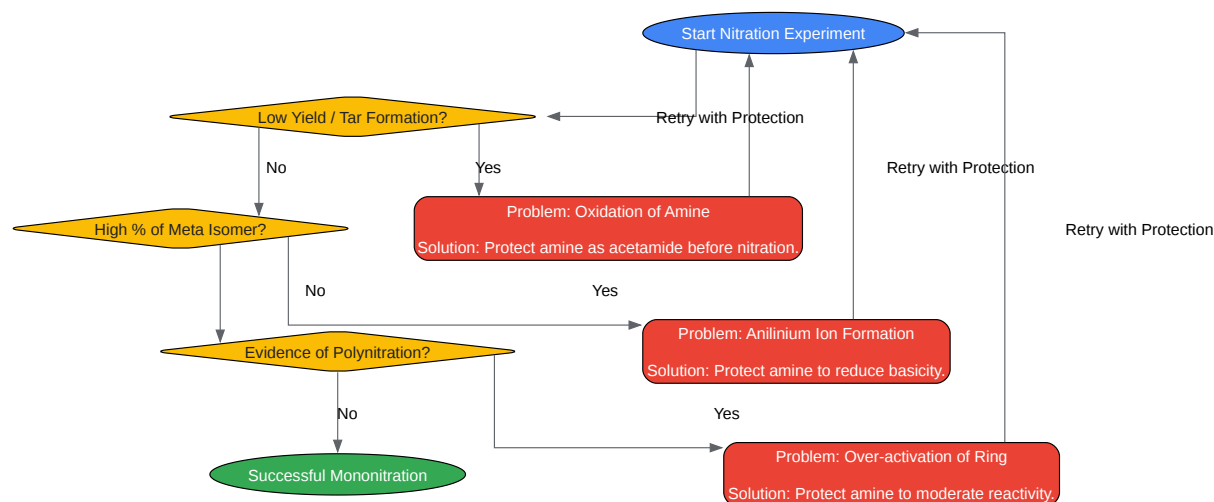 Start Nitration Experiment
Low Yield / Tar Formation?
Retry with Protection
No
Yes
Retry with Protection
Problem: Oxidation of Amine
Solution: Protect amine as acetamide before nitration.
High % of Meta Isomer?
Retry with Protection
No
Yes
Problem: Anilinium Ion Formation
Solution: Protect amine to reduce basicity.
Evidence of Polynitration?
No
Yes
Problem: Over-activation of Ring
Solution: Protect amine to moderate reactivity.
Successful Mononitration